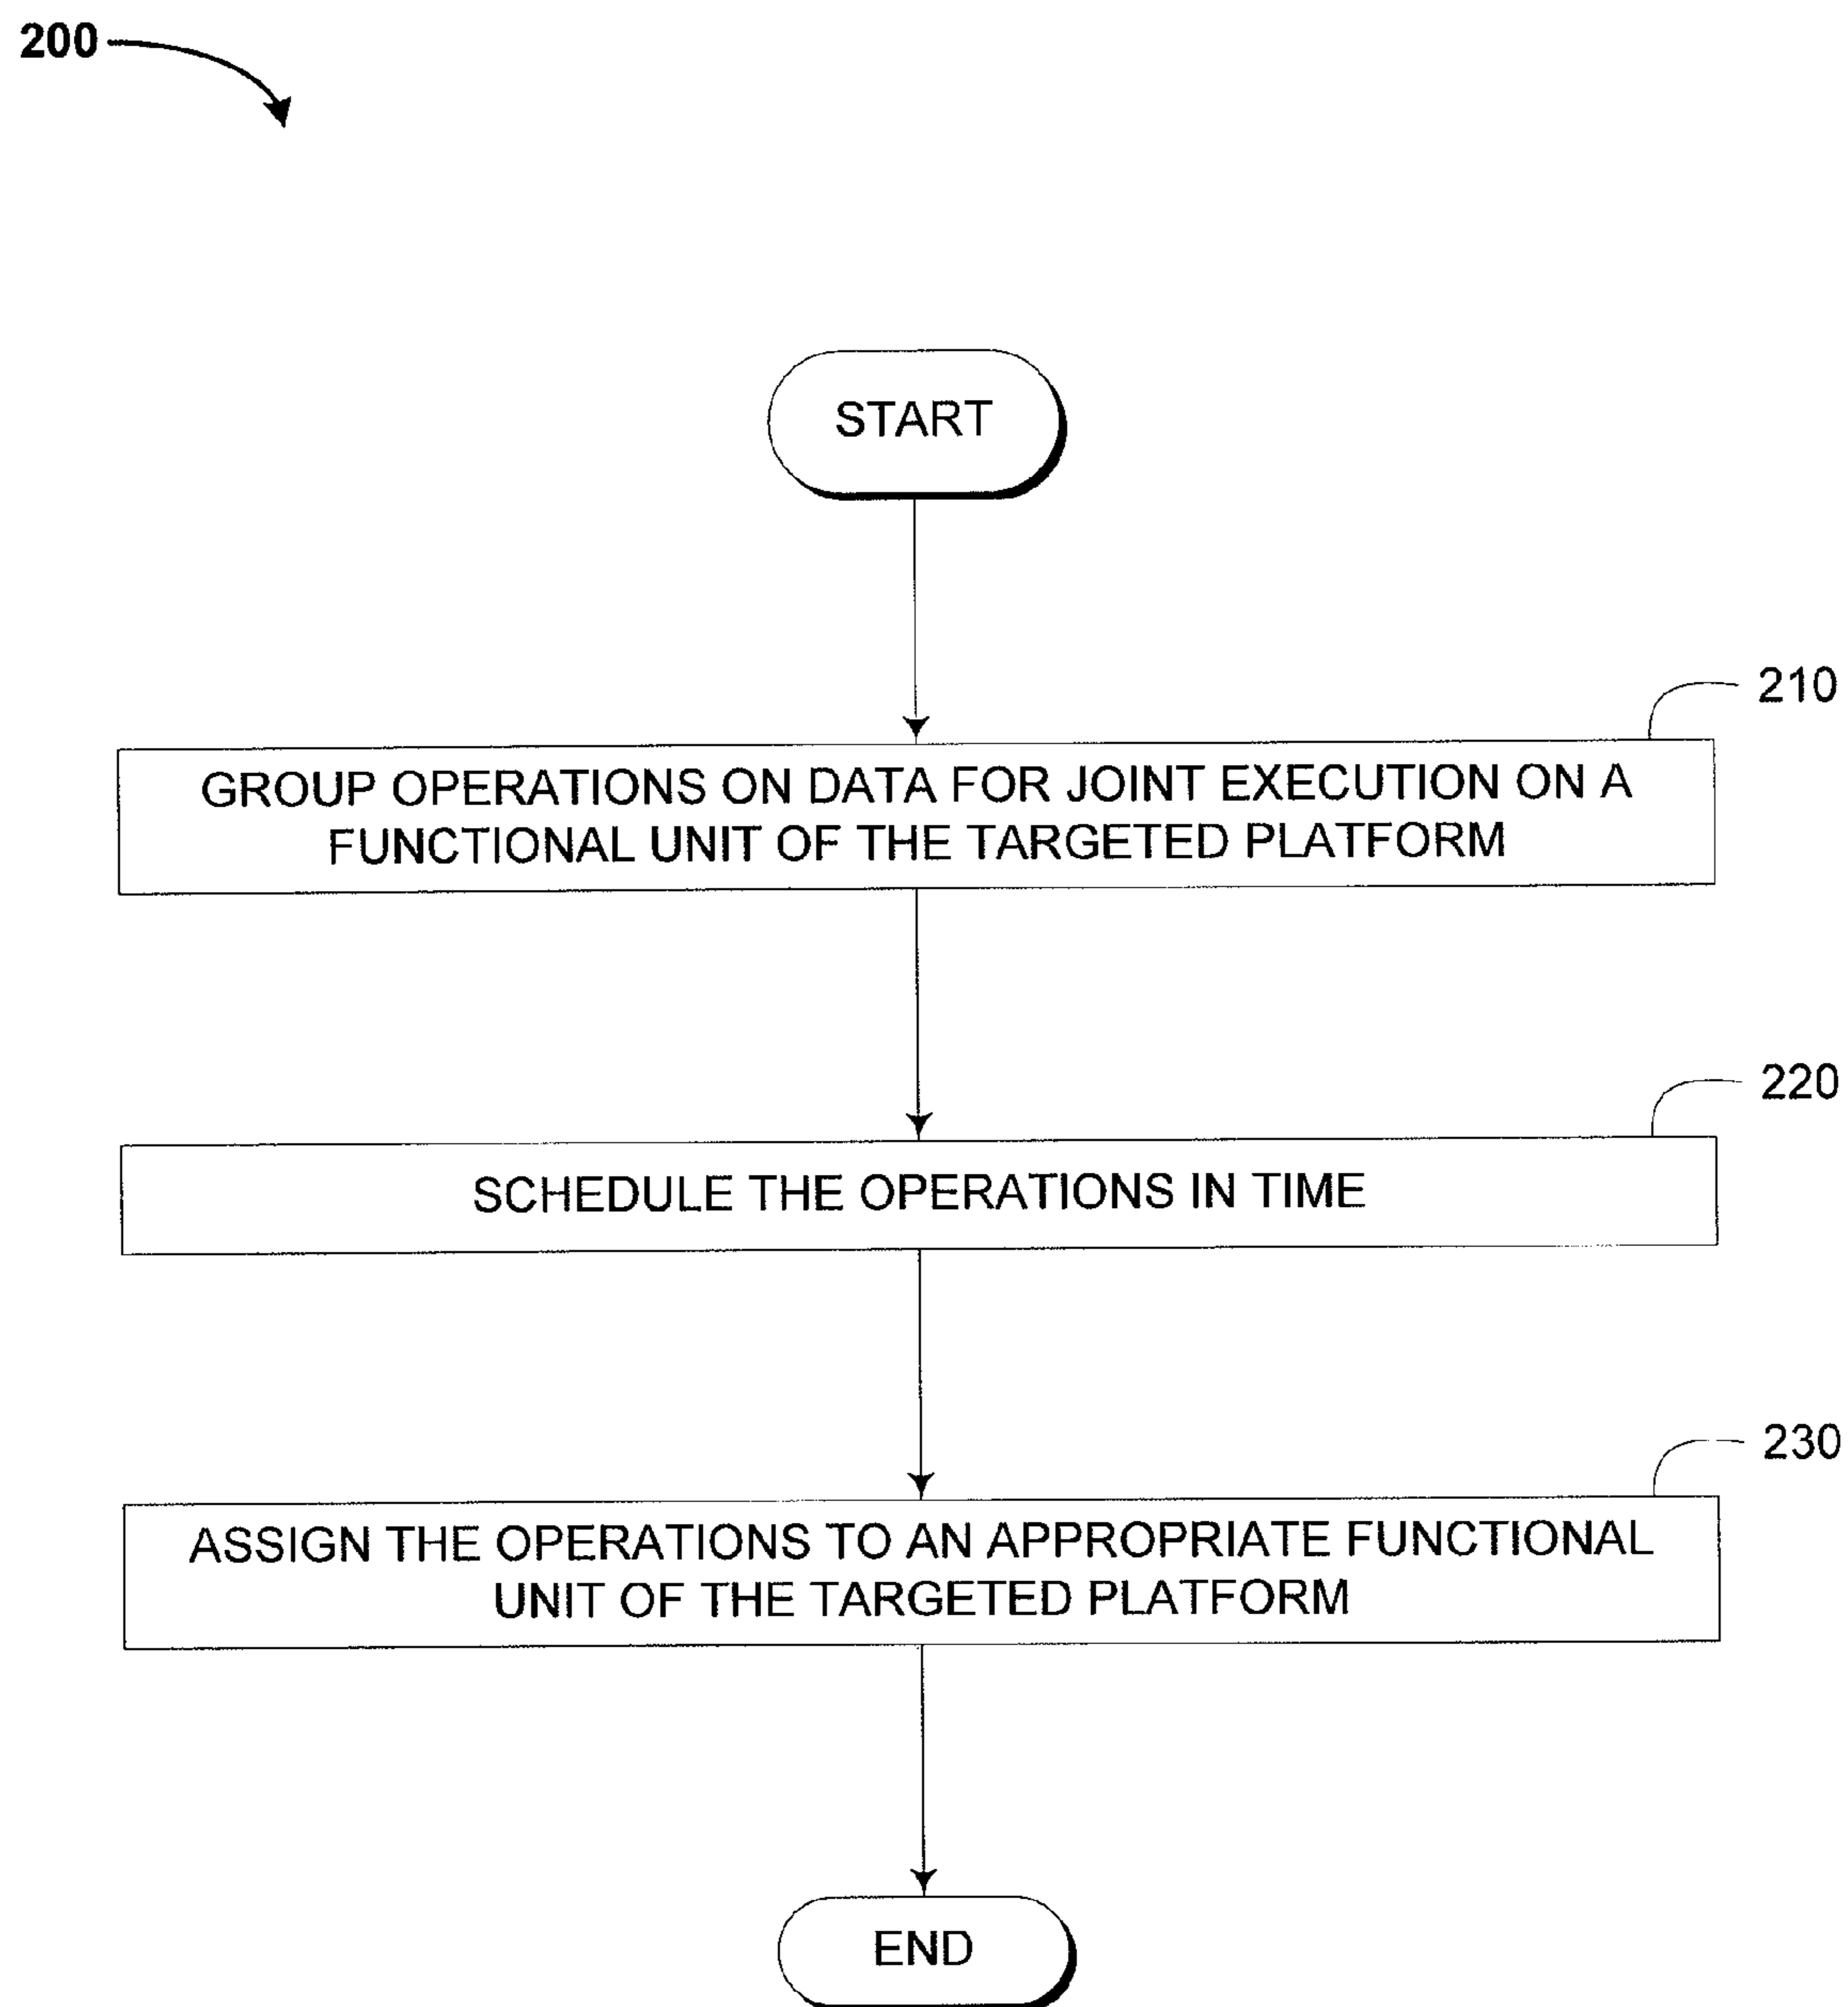 200
START
210
GROUP OPERATIONS ON DATA FOR JOINT EXECUTION ON A
FUNCTIONAL UNIT OF THE TARGETED PLATFORM
220
SCHEDULE THE OPERATIONS IN TIME
230
ASSIGN THE OPERATIONS TO AN APPROPRIATE FUNCTIONAL
UNIT OF THE TARGETED PLATFORM
END